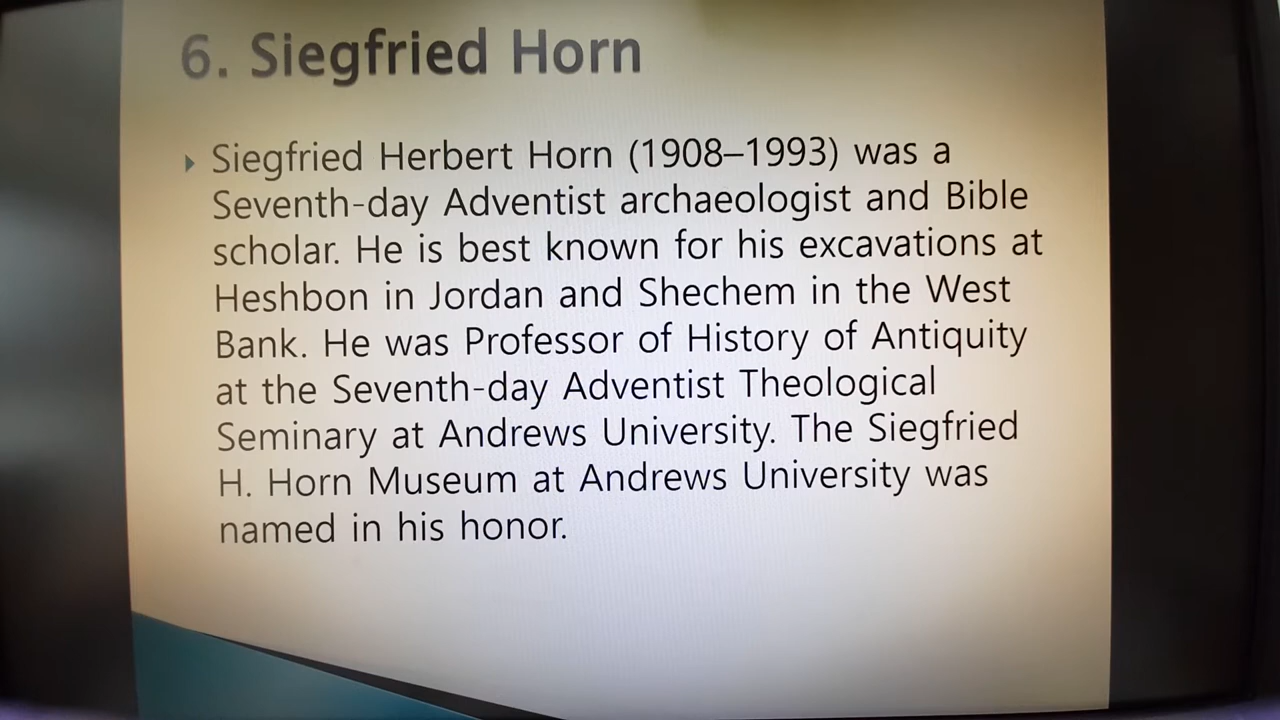 6. Siegfried Horn
Siegfried Herbert Horn (1908–1993) was a
Seventh-day Adventist archaeologist and Bible
scholar. He is best known for his excavations at
Heshbon in Jordan and Shechem in the West
Bank. He was Professor of History of Antiquity
at the Seventh-day Adventist Theological
Seminary at Andrews University. The Siegfried
H. Horn Museum at Andrews University was
named in his honor.